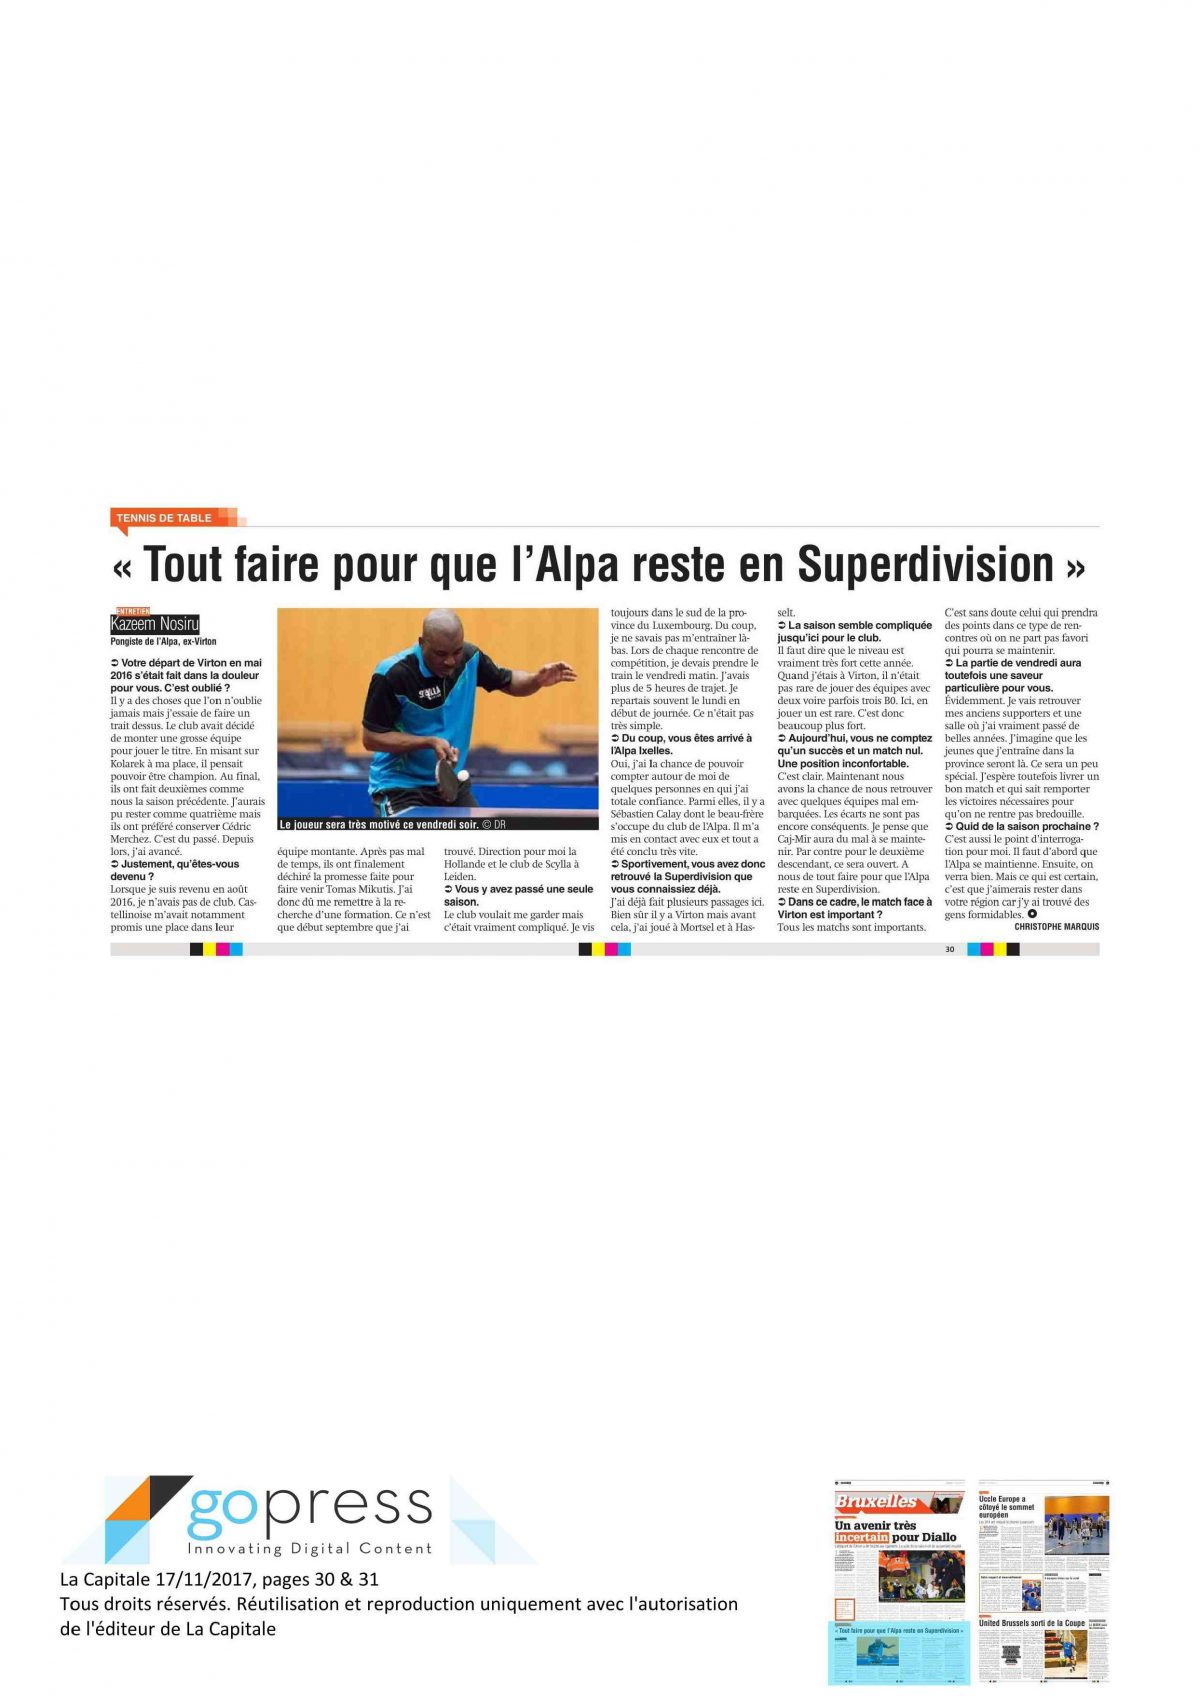 TENNIS DE TABLE
« Tout faire pour que l’Alpa reste en Superdivision »
ENTRETIEN
Kazeem Nosiru
Pongiste de l’Alpa, ex-Virton
Votre départ de Virton en mai
2016 s’était fait dans la douleur
pour vous. C’est oublié ?
Il y a des choses que l’on n’oublie
jamais mais j’essaie de faire un
trait dessus. Le club avait décidé
de monter une grosse équipe
pour jouer le titre. En misant sur
Kolarek à ma place, il pensait
pouvoir être champion. Au final,
ils ont fait deuxièmes comme
nous la saison précédente. J’aurais
pu rester comme quatrième mais
ils ont préféré conserver Cédric
Merchez. C’est du passé. Depuis
lors, j’ai avancé.
Justement, qu’êtes-vous
devenu ?
Lorsque je suis revenu en août
2016, je n’avais pas de club. Cas-
tellinoise m’avait notamment
promis une place dans leur
Le joueur sera très motivé ce vendredi soir. © DR
équipe montante. Après pas mal
de temps, ils ont finalement
déchiré la promesse faite pour
faire venir Tomas Mikutis. J’ai
donc dû me remettre à la re-
cherche d’une formation. Ce n’est
que début septembre que j’ai
trouvé. Direction pour moi la
Hollande et le club de Scylla à
Leiden.
Vous y avez passé une seule
saison.
Le club voulait me garder mais
c’était vraiment compliqué. Je vis
toujours dans le sud de la pro-
vince du Luxembourg. Du coup,
je ne savais pas m’entraîner là-
bas. Lors de chaque rencontre de
compétition, je devais prendre le
train le vendredi matin. J’avais
plus de 5 heures de trajet. Je
repartais souvent le lundi en
début de journée. Ce n’était pas
très simple.
Du coup, vous êtes arrivé à
l’Alpa Ixelles.
Oui, j’ai la chance de pouvoir
compter autour de moi de
quelques personnes en qui j’ai
totale confiance. Parmi elles, il y a
Sébastien Calay dont le beau-frère
s’occupe du club de l’Alpa. Il m’a
mis en contact avec eux et tout a
été conclu très vite.
Sportivement, vous avez donc
retrouvé la Superdivision que
vous connaissiez déjà.
J’ai déjà fait plusieurs passages ici.
Bien sûr il y a Virton mais avant
cela, j’ai joué à Mortsel et à Has-
selt.
La saison semble compliquée
jusqu’ici pour le club.
Il faut dire que le niveau est
vraiment très fort cette année.
Quand j’étais à Virton, il n’était
pas rare de jouer des équipes avec
deux voire parfois trois B0. Ici, en
jouer un est rare. C’est donc
beaucoup plus fort.
Aujourd’hui, vous ne comptez
qu’un succès et un match nul.
Une position inconfortable.
C’est clair. Maintenant nous
avons la chance de nous retrouver
avec quelques équipes mal em-
barquées. Les écarts ne sont pas
encore conséquents. Je pense que
Caj-Mir aura du mal à se mainte-
nir. Par contre pour le deuxième
descendant, ce sera ouvert. A
nous de tout faire pour que l’Alpa
reste en Superdivision.
Dans ce cadre, le match face à
Virton est important ?
Tous les matchs sont importants.
C’est sans doute celui qui prendra
des points dans ce type de ren-
contres où on ne part pas favori
qui pourra se maintenir.
La partie de vendredi aura
toutefois une saveur
particulière pour vous.
Évidemment. Je vais retrouver
mes anciens supporters et une
salle où j’ai vraiment passé de
belles années. J’imagine que les
jeunes que j’entraîne dans la
province seront là. Ce sera un peu
spécial. J’espère toutefois livrer un
bon match et qui sait remporter
les victoires nécessaires pour
qu’on ne rentre pas bredouille.
Quid de la saison prochaine ?
C’est aussi le point d’interroga-
tion pour moi. Il faut d’abord que
l’Alpa se maintienne. Ensuite, on
verra bien. Mais ce qui est certain,
c’est que j’aimerais rester dans
votre région car j’y ai trouvé des
gens formidables.
CHRISTOPHE MARQUIS
30
gopress
Innovating Digital Content
La Capitale 17/11/2017, pages 30 & 31
Tous droits réservés. Réutilisation et reproduction uniquement avec l'autorisation
de l'éditeur de La Capitale
Bruxelles
Un avenir très
incertain pour Diallo
« Tout faire pour que l’Alpa reste en Superdivision »
Uccle Europe a
côtoyé le sommet
européen
United Brussels sorti de la Coupe